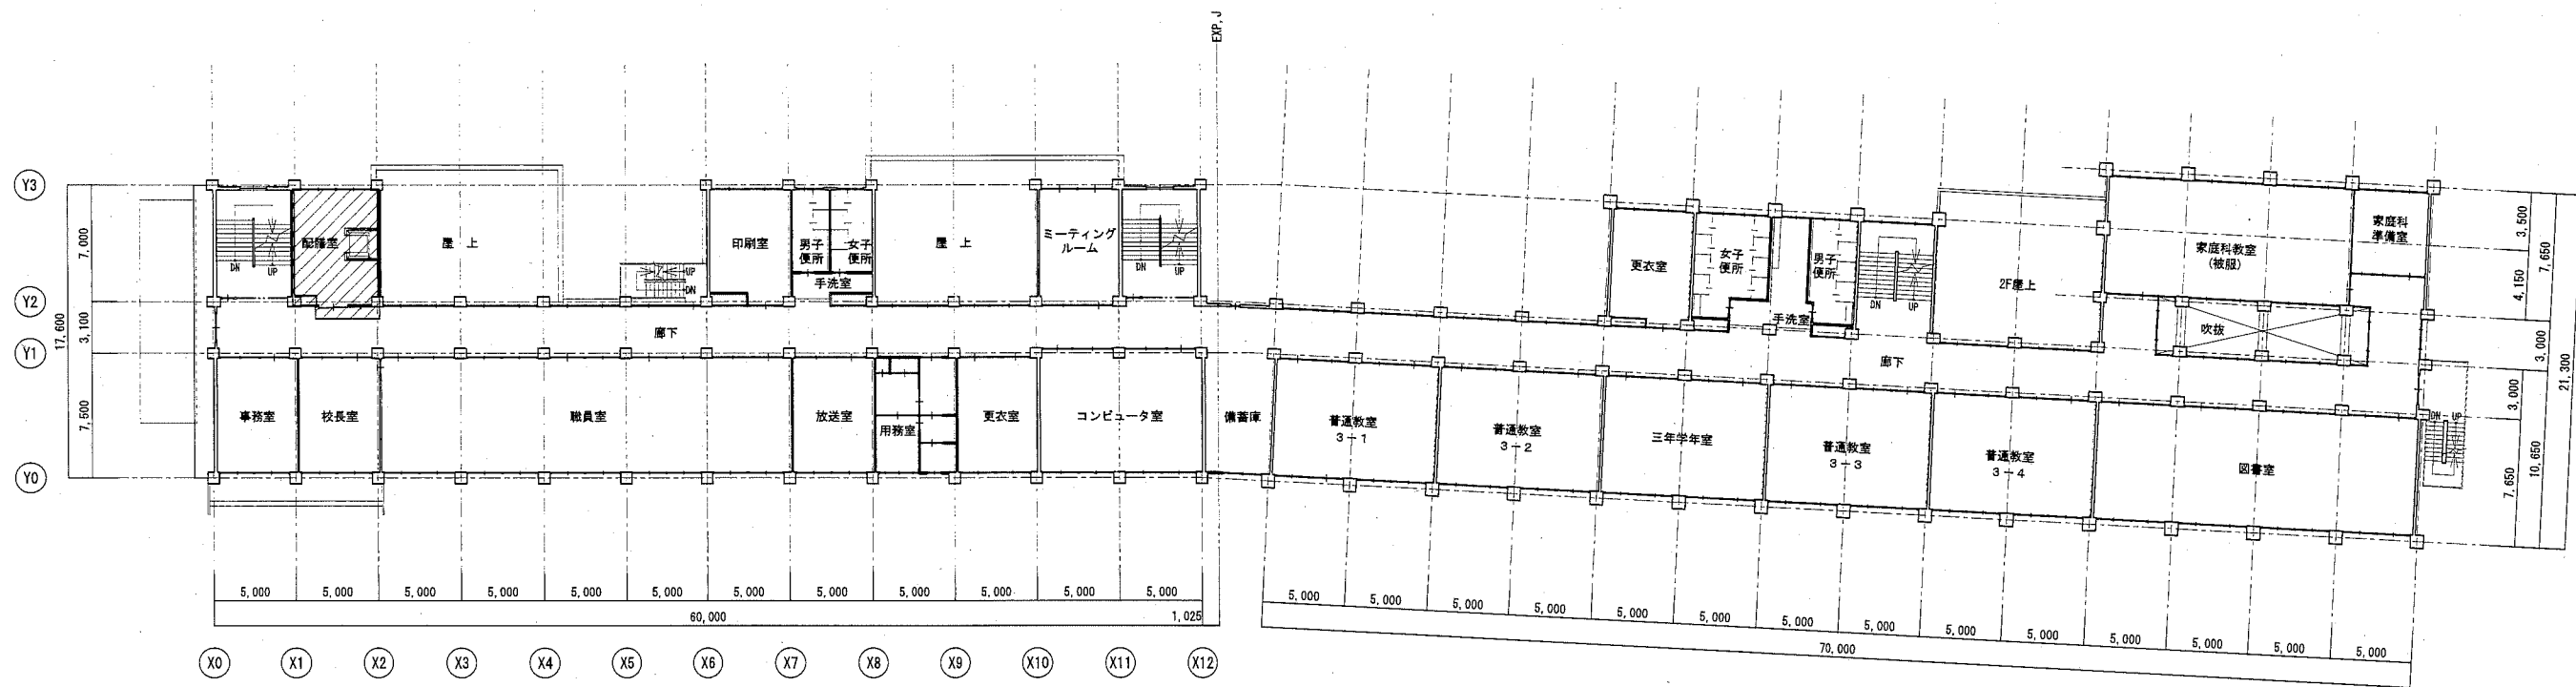 EXP.J
Y3
Y2
Y1
Y0
17,600
7,000
3,100
7,500
DN
UP
配膳室
屋 上
UP
DN
印刷室
男子
便所
女子
便所
手洗室
屋 上
ミーティング
ルーム
DN
UP
廊下
事務室
校長室
職員室
放送室
用務室
更衣室
コンピュータ室
備蓄庫
更衣室
女子
便所
男子
便所
手洗室
DN
UP
2F屋上
家庭科教室
(被服)
家庭科
準備室
吹抜
廊下
普通教室
3－1
普通教室
3－2
三年学年室
普通教室
3－3
普通教室
3－4
図書室
DN
UP
3,500
4,150
7,650
3,000
3,000
7,650
10,650
21,300
5,000
5,000
5,000
5,000
5,000
5,000
5,000
5,000
5,000
5,000
5,000
5,000
60,000
1,025
5,000
5,000
5,000
5,000
5,000
5,000
5,000
5,000
5,000
5,000
5,000
5,000
5,000
5,000
70,000
X0
X1
X2
X3
X4
X5
X6
X7
X8
X9
X10
X11
X12